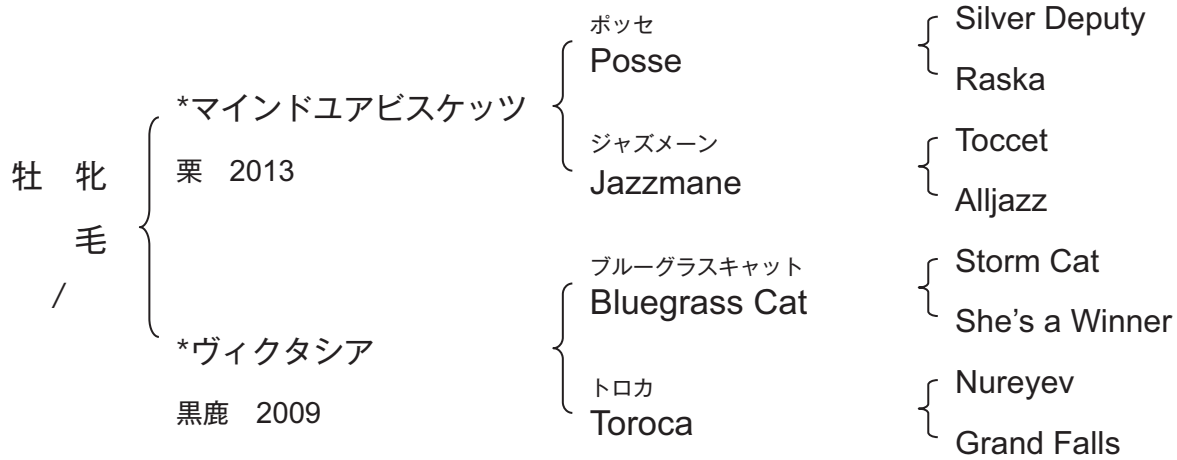 牡 牝
毛
/
*マインドユアビスケッツ
栗 2013
*ヴィクタシア
黒鹿 2009
ポッセ
Posse
ジャズメーン
Jazzmane
ブルーグラスキャット
Bluegrass Cat
トロカ
Toroca
Silver Deputy
Raska
Toccet
Alljazz
Storm Cat
She’s a Winner
Nureyev
Grand Falls